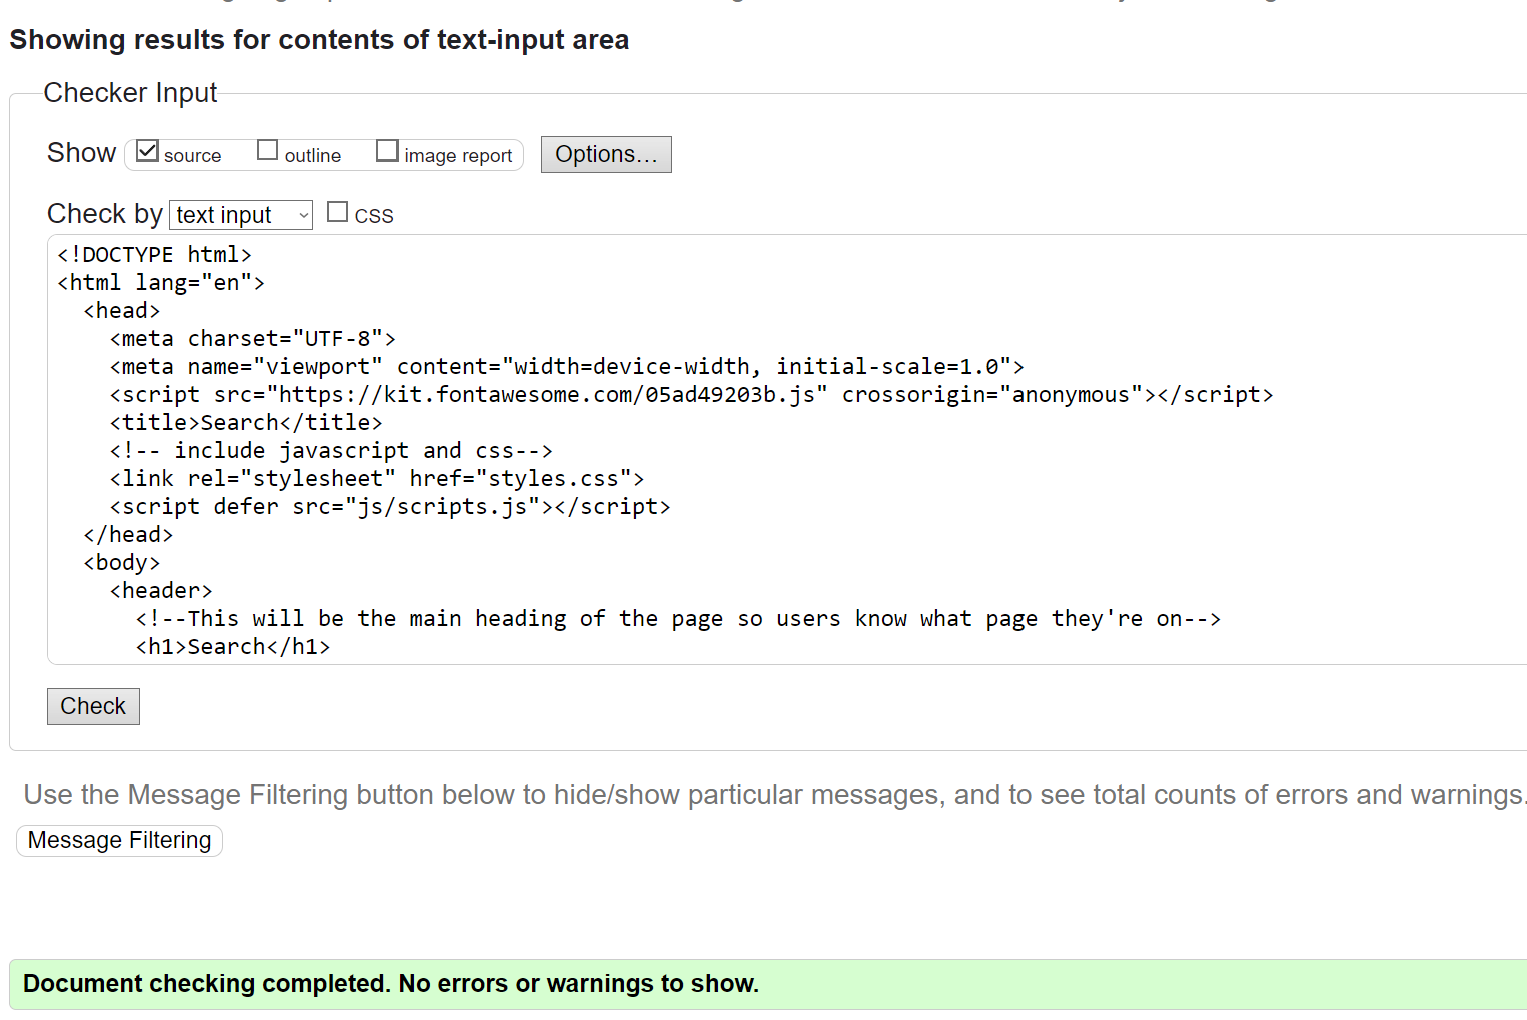 Showing results for contents of text-input area
Checker Input
Show source outline image report Options...
Check by text input CSS
<!DOCTYPE html>
<html lang="en">
  <head>
    <meta charset="UTF-8">
    <meta name="viewport" content="width=device-width, initial-scale=1.0">
    <script src="https://kit.fontawesome.com/05ad49203b.js" crossorigin="anonymous"></script>
    <title>Search</title>
    <!-- include javascript and css-->
    <link rel="stylesheet" href="styles.css">
    <script defer src="js/scripts.js"></script>
  </head>
  <body>
    <header>
      <!--This will be the main heading of the page so users know what page they're on-->
      <h1>Search</h1>
Check
Use the Message Filtering button below to hide/show particular messages, and to see total counts of errors and warnings.
Message Filtering
Document checking completed. No errors or warnings to show.